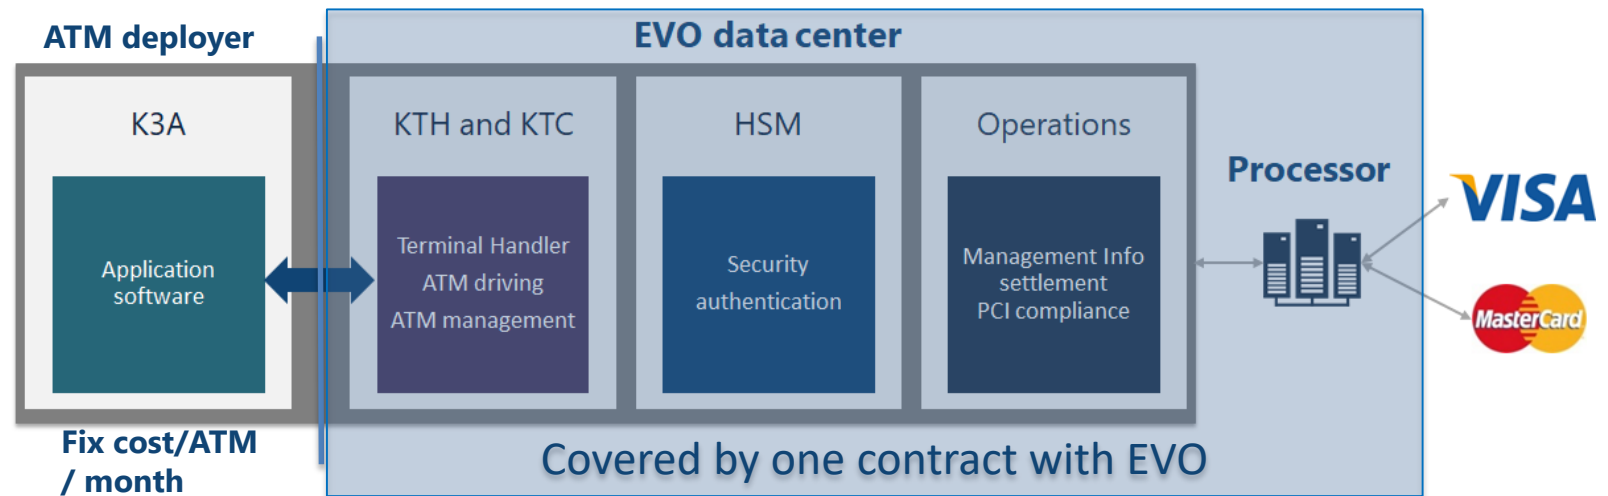 ATM deployer
EVO data center
K3A
KTH and KTC
HSM
Operations
Application
software
Terminal Handler
ATM driving
ATM management
Security
authentication
Management Info
settlement
PCI compliance
Processor
VISA
MasterCard
Fix cost/ATM
/ month
Covered by one contract with EVO